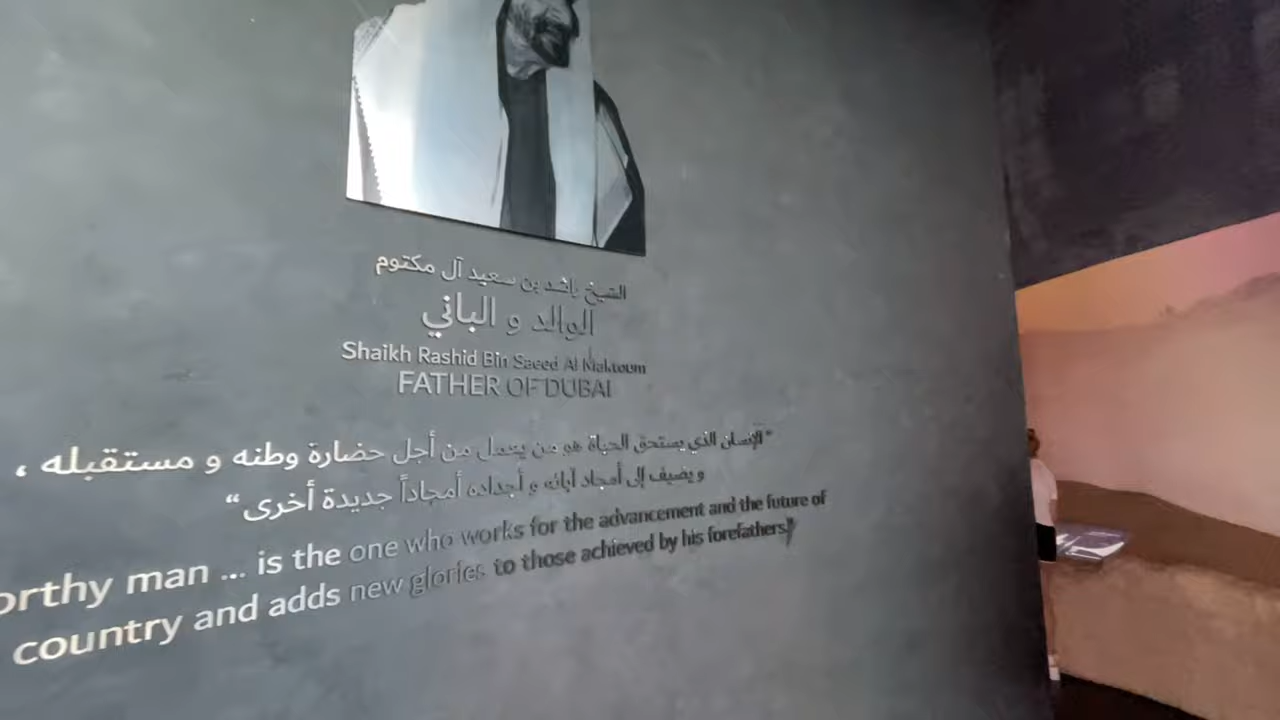 الشيخ راشد بن سعيد آل مكتوم
الوالد و الباني
Shaikh Rashid Bin Saeed Al Maktoum
FATHER OF DUBAI
"الإنسان الذي يستحق الحياة هو من يعمل من أجل حضارة وطنه و مستقبله ،
و يضيف إلى أمجاد آبائه و أجداده أمجاداً جديدة أخرى"
man ... is the one who works for the advancement and the future of
country and adds new glories to those achieved by his forefathers"